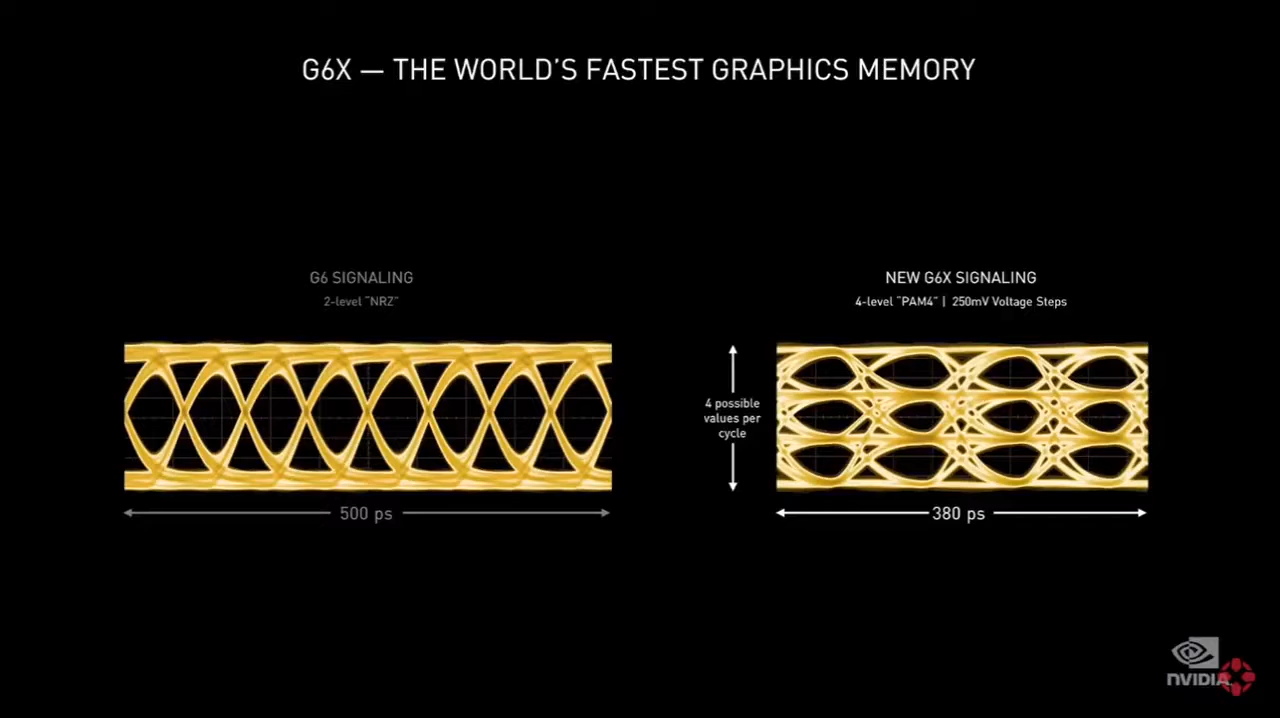 G6X — THE WORLD'S FASTEST GRAPHICS MEMORY
G6 SIGNALING
2-level "NRZ"
500 ps
NEW G6X SIGNALING
4-level "PAM4" | 250mV Voltage Steps
4 possible
values per
cycle
380 ps
NVIDIA